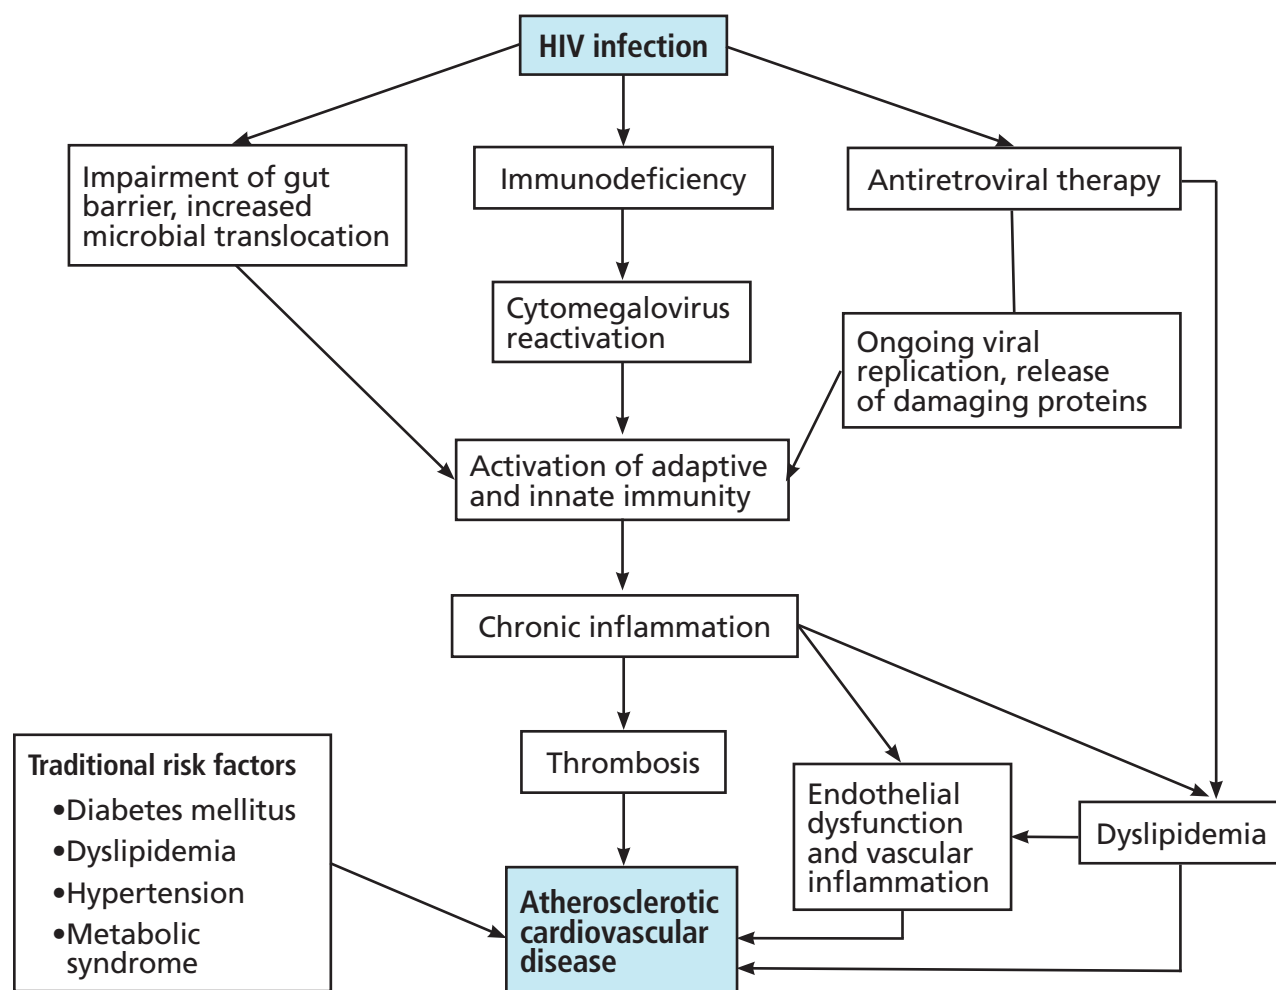 HIV infection
Impairment of gut
barrier, increased
microbial translocation
Immunodeficiency
Antiretroviral therapy
Cytomegalovirus
reactivation
Ongoing viral
replication, release
of damaging proteins
Activation of adaptive
and innate immunity
Chronic inflammation
Thrombosis
Endothelial
dysfunction
and vascular
inflammation
Dyslipidemia
Traditional risk factors
•Diabetes mellitus
•Dyslipidemia
•Hypertension
•Metabolic
syndrome
Atherosclerotic
cardiovascular
disease